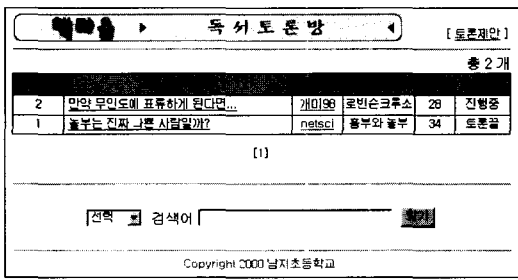 독서토론방 [토론제안]
총 2 개
2 만약 무인도에 표류하게 된다면... 개미98 로빈슨크루소 28 진행중
1 놀부는 진짜 나쁜 사람일까? netsci 흥부와 놀부 34 토론끝
[1]
선택 검색어 찾기
Copyright 2000 남지초등학교